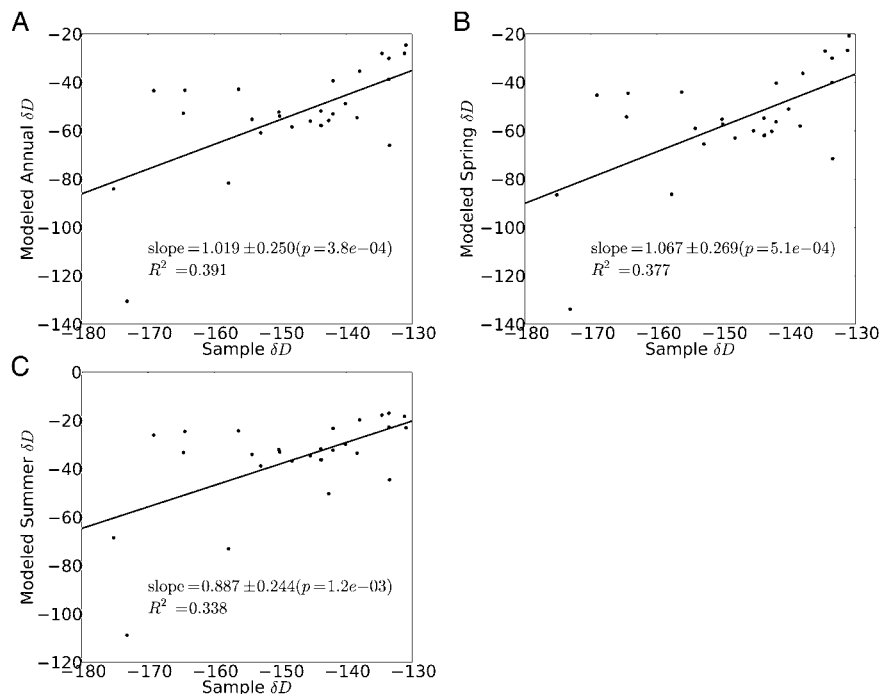 A
−20
−40
−60
−80
−100
−120
−140
Modeled Annual δD
slope=1.019 ±0.250(p=3.8e−04)
R² =0.391
−180 −170 −160 −150 −140 −130
Sample δD
B
−20
−40
−60
−80
−100
−120
−140
Modeled Spring δD
slope=1.067 ±0.269(p=5.1e−04)
R² =0.377
−180 −170 −160 −150 −140 −130
Sample δD
C
0
−20
−40
−60
−80
−100
−120
Modeled Summer δD
slope=0.887 ±0.244(p=1.2e−03)
R² =0.338
−180 −170 −160 −150 −140 −130
Sample δD